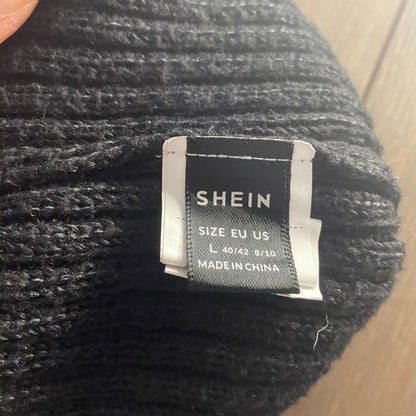 SHEIN
SIZE EU US
L 40/42 8/10
MADE IN CHINA